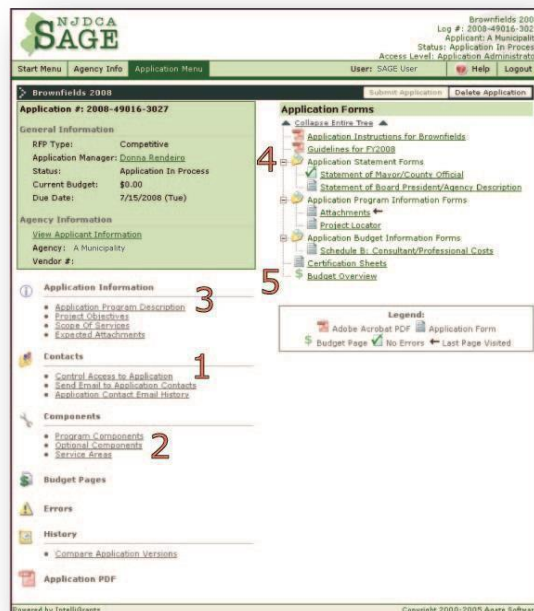 NJDCA
SAGE
Brownfields 200
Log #: 2008-49016-302
Applicant: A Municipalit
Status: Application In Proces
Access Level: Application Administrato
Start Menu Agency Info Application Menu User: SAGE User Help Logout
Brownfields 2008 Submit Application Delete Application
Application #: 2008-49016-3027
General Information
RFP Type: Competitive
Application Manager: Donna Rendeiro
Status: Application In Process
Current Budget: $0.00
Due Date: 7/15/2008 (Tue)
Agency Information
View Applicant Information
Agency: A Municipality
Vendor #:
Application Information
3
Application Program Description
Project Objectives
Scope Of Services
Expected Attachments
Contacts
1
Control Access to Application
Send Email to Application Contacts
Application Contact Email History
Components
Program Components
Optional Components
2
Service Areas
Budget Pages
Errors
History
Compare Application Versions
Application PDF
Application Forms
Collapse Entire Tree
Application Instructions for Brownfields
Guidelines for FY2008
4
Application Statement Forms
Statement of Mayor/County Official
Statement of Board President/Agency Description
Application Program Information Forms
Attachments
Project Locator
Application Budget Information Forms
Schedule B: Consultant/Professional Costs
Certification Sheets
5
$ Budget Overview
Legend:
Adobe Acrobat PDF Application Form
$ Budget Page No Errors Last Page Visited
Powered by IntelliGrants Copyright 2000-2005 Agate Softwar